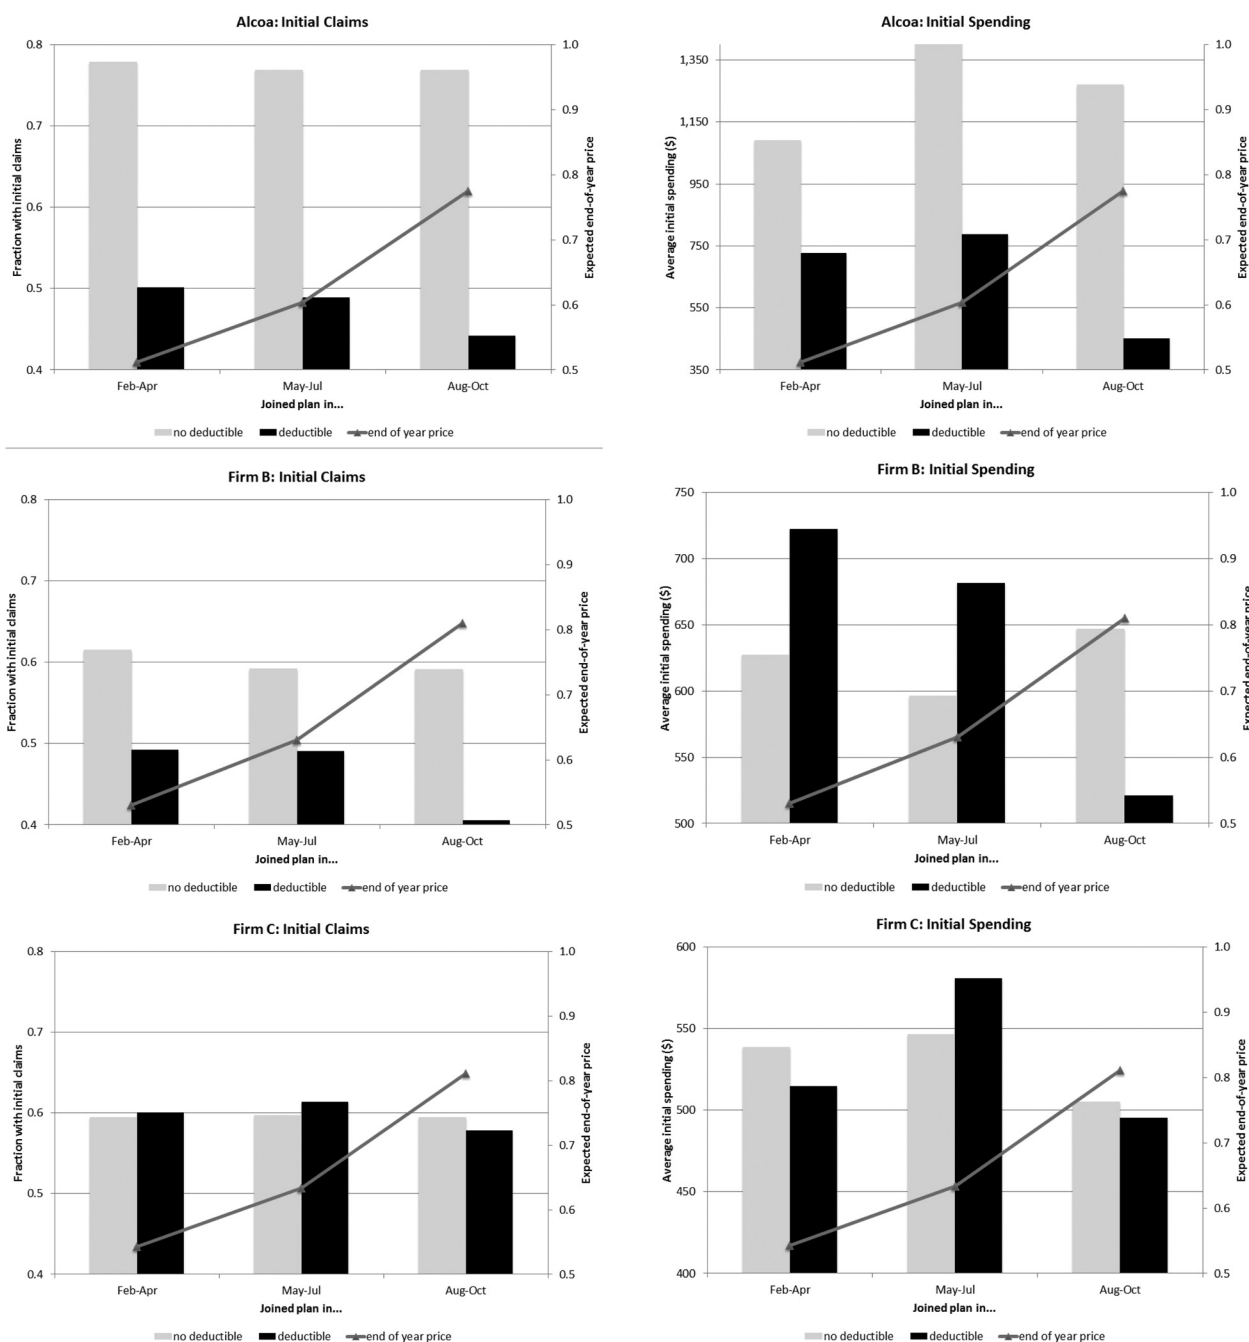 Alcoa: Initial Claims
0.8
0.7
0.6
0.5
0.4
Fraction with initial claims
1.0
0.9
0.8
0.7
0.6
0.5
Expected end-of-year price
Feb-Apr May-Jul Aug-Oct
Joined plan in...
no deductible deductible end of year price
Alcoa: Initial Spending
1,350
1,150
950
750
550
350
Average initial spending ($)
1.0
0.9
0.8
0.7
0.6
0.5
Expected end-of-year price
Feb-Apr May-Jul Aug-Oct
Joined plan in...
no deductible deductible end of year price
Firm B: Initial Claims
0.8
0.7
0.6
0.5
0.4
Fraction with initial claims
1.0
0.9
0.8
0.7
0.6
0.5
Expected end-of-year price
Feb-Apr May-Jul Aug-Oct
Joined plan in...
no deductible deductible end of year price
Firm B: Initial Spending
750
700
650
600
550
500
Average initial spending ($)
1.0
0.9
0.8
0.7
0.6
0.5
Expected end-of-year price
Feb-Apr May-Jul Aug-Oct
Joined plan in...
no deductible deductible end of year price
Firm C: Initial Claims
0.8
0.7
0.6
0.5
0.4
Fraction with initial claims
1.0
0.9
0.8
0.7
0.6
0.5
Expected end-of-year price
Feb-Apr May-Jul Aug-Oct
Joined plan in...
no deductible deductible end of year price
Firm C: Initial Spending
600
550
500
450
400
Average initial spending ($)
1.0
0.9
0.8
0.7
0.6
0.5
Expected end-of-year price
Feb-Apr May-Jul Aug-Oct
Joined plan in...
no deductible deductible end of year price